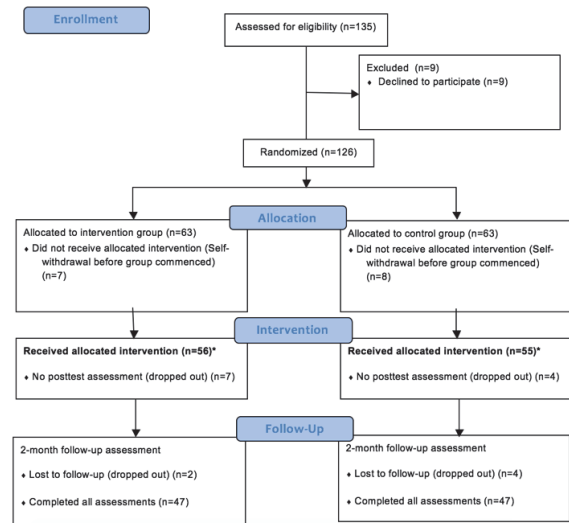 Enrollment
Assessed for eligibility (n=135)
Excluded (n=9)
♦ Declined to participate (n=9)
Randomized (n=126)
Allocation
Allocated to intervention group (n=63)
♦ Did not receive allocated intervention (Self-
withdrawal before group commenced)
(n=7)
Allocated to control group (n=63)
♦ Did not receive allocated intervention (Self-
withdrawal before group commenced)
(n=8)
Intervention
Received allocated intervention (n=56)*
♦ No posttest assessment (dropped out) (n=7)
Received allocated intervention (n=55)*
♦ No posttest assessment (dropped out) (n=4)
Follow-Up
2-month follow-up assessment
♦ Lost to follow-up (dropped out) (n=2)
♦ Completed all assessments (n=47)
2-month follow-up assessment
♦ Lost to follow-up (dropped out) (n=4)
♦ Completed all assessments (n=47)